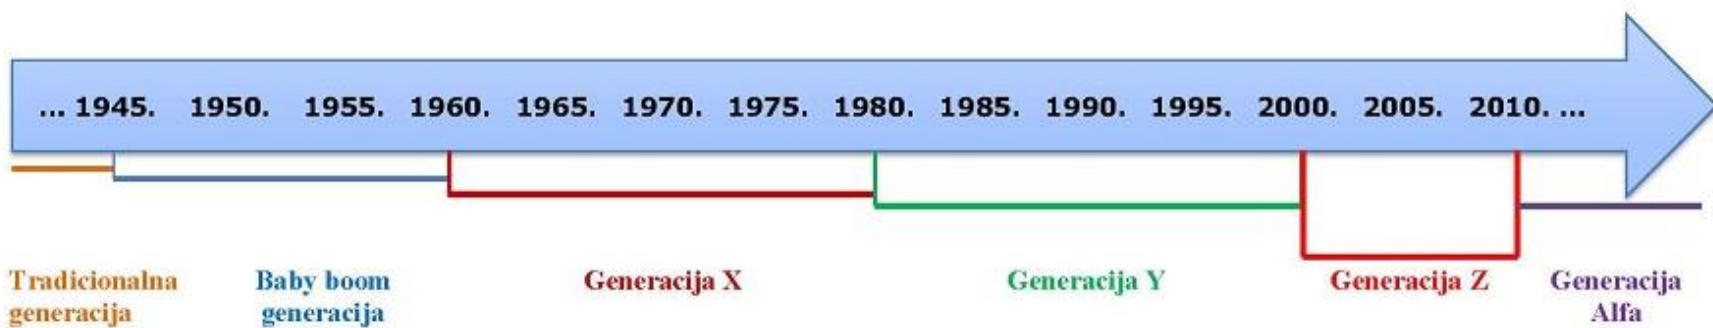 ... 1945. 1950. 1955. 1960. 1965. 1970. 1975. 1980. 1985. 1990. 1995. 2000. 2005. 2010. ...
Tradicionalna
generacija
Baby boom
generacija
Generacija X
Generacija Y
Generacija Z
Generacija
Alfa